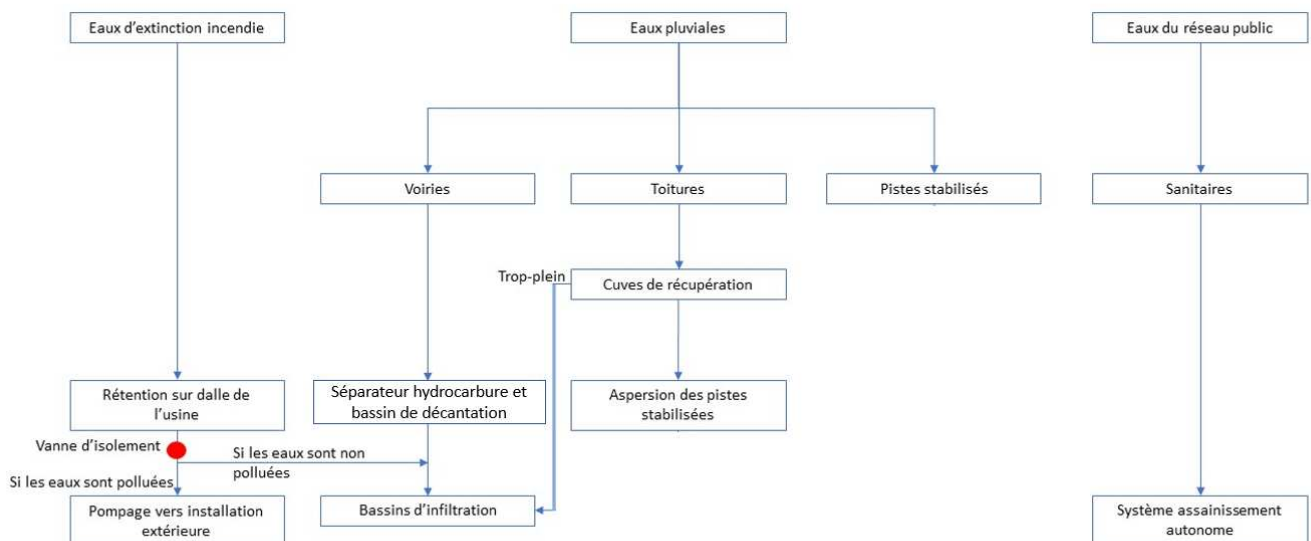 Eaux d'extinction incendie
Eaux pluviales
Eaux du réseau public
Voiries
Toitures
Pistes stabilisés
Sanitaires
Trop-plein
Cuves de récupération
Rétention sur dalle de
l'usine
Séparateur hydrocarbure et
bassin de décantation
Aspersion des pistes
stabilisées
Vanne d'isolement
Si les eaux sont non
polluées
Si les eaux sont polluées
Pompage vers installation
extérieure
Bassins d'infiltration
Système assainissement
autonome